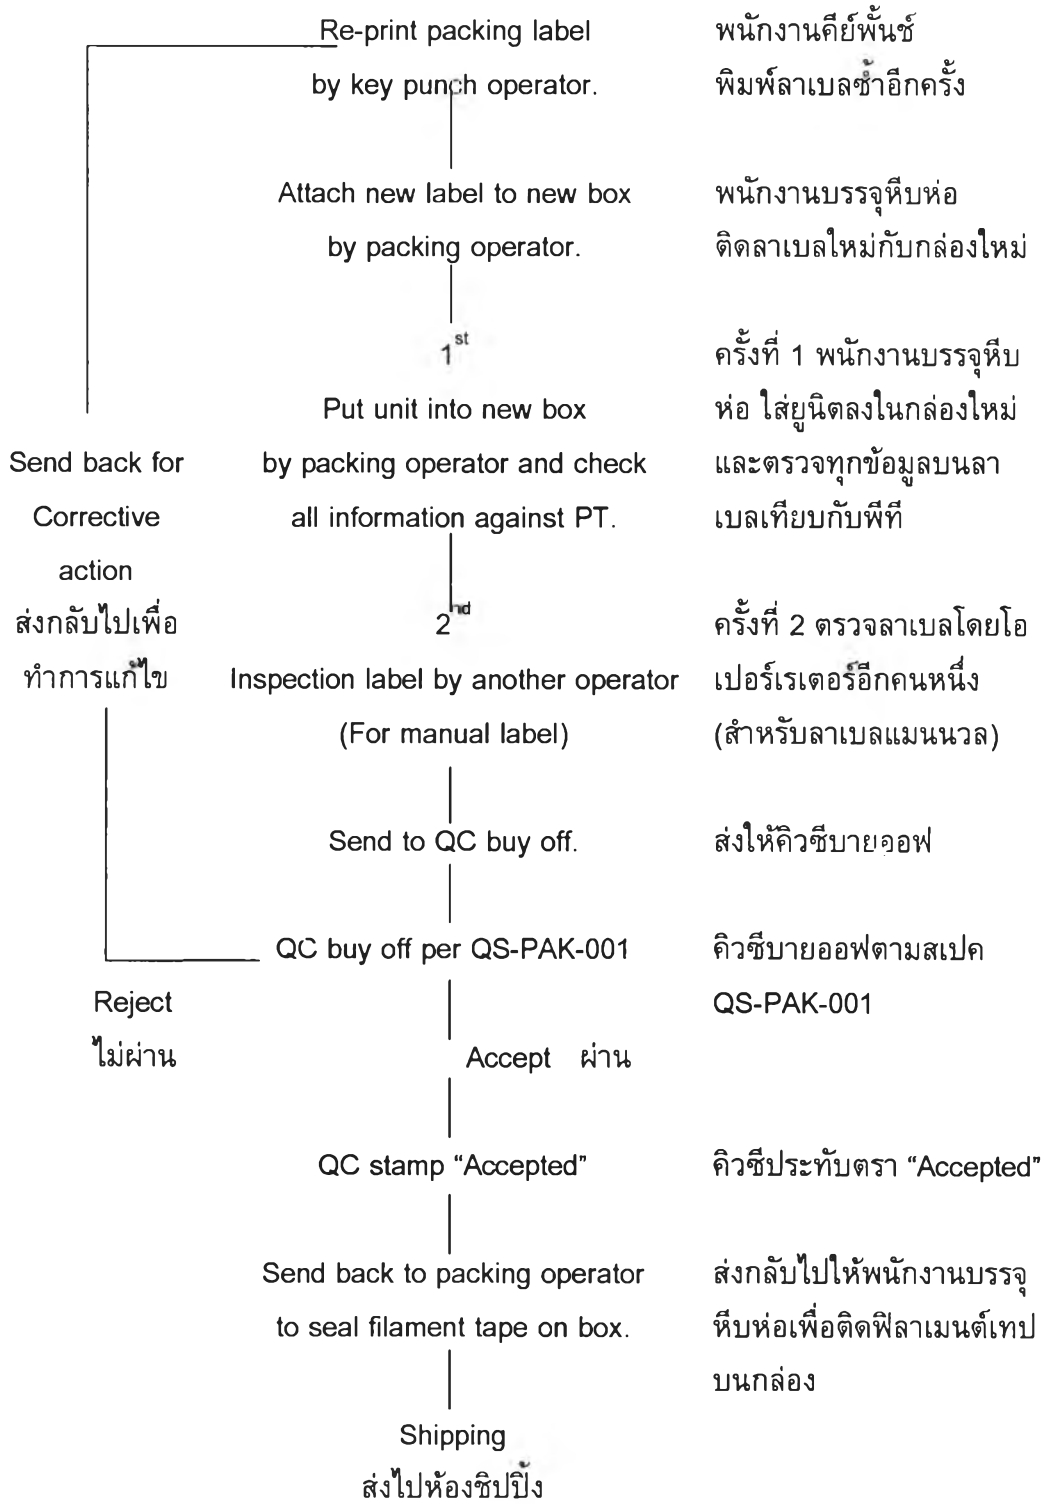 Re-print packing label
พนักงานคีย์พั้นช์
by key punch operator.
พิมพ์ลาเบลซ้ำอีกครั้ง
Attach new label to new box
พนักงานบรรจุหีบห่อ
by packing operator.
ติดลาเบลใหม่กับกล่องใหม่
1st
ครั้งที่ 1 พนักงานบรรจุหีบ
Put unit into new box
ห่อ ใส่ยูนิตลงในกล่องใหม่
Send back for
by packing operator and check
และตรวจทุกข้อมูลบนลา
Corrective
all information against PT.
เบลเทียบกับพีที
action
ส่งกลับไปเพื่อ
2nd
ครั้งที่ 2 ตรวจลาเบลโดยโอ
ทำการแก้ไข
Inspection label by another operator
เปอร์เรเตอร์อีกคนหนึ่ง
(For manual label)
(สำหรับลาเบลแมนนวล)
Send to QC buy off.
ส่งให้คิวซีบายออฟ
QC buy off per QS-PAK-001
คิวซีบายออฟตามสเปค
Reject
QS-PAK-001
ไม่ผ่าน
Accept ผ่าน
QC stamp “Accepted”
คิวซีประทับตรา “Accepted”
Send back to packing operator
ส่งกลับไปให้พนักงานบรรจุ
to seal filament tape on box.
หีบห่อเพื่อติดฟิลาเมนต์เทป
บนกล่อง
Shipping
ส่งไปห้องชิปปิ้ง